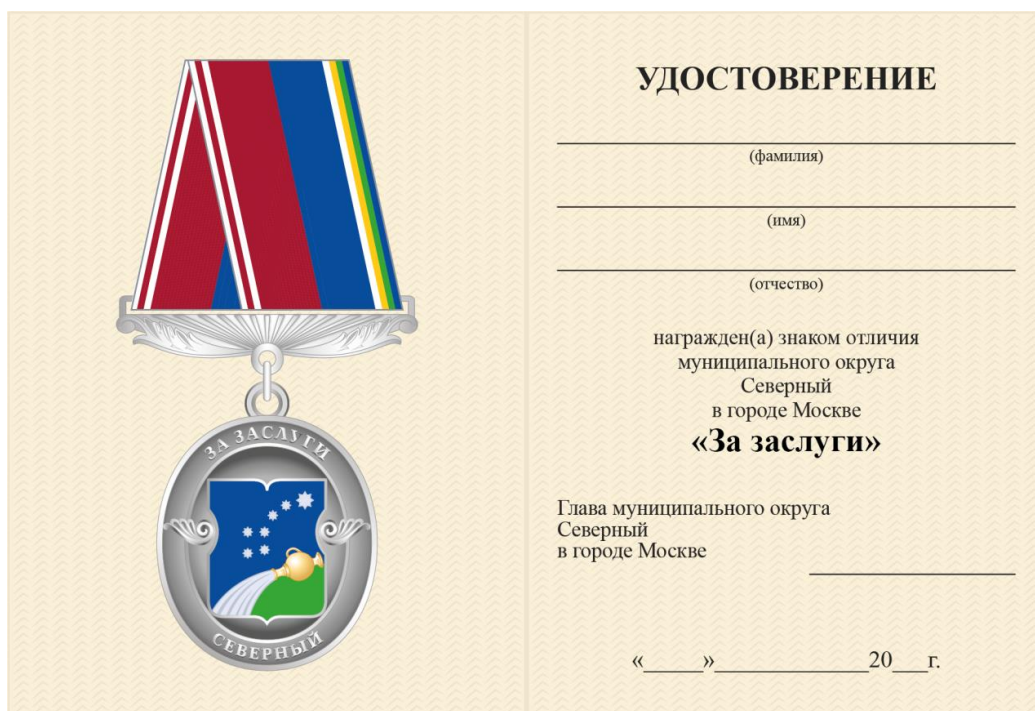 ЗА ЗАСЛУГИ
СЕВЕРНЫЙ
УДОСТОВЕРЕНИЕ
(фамилия)
(имя)
(отчество)
награжден(а) знаком отличия
муниципального округа
Северный
в городе Москве
«За заслуги»
Глава муниципального округа
Северный
в городе Москве
«_____»_____________20___г.